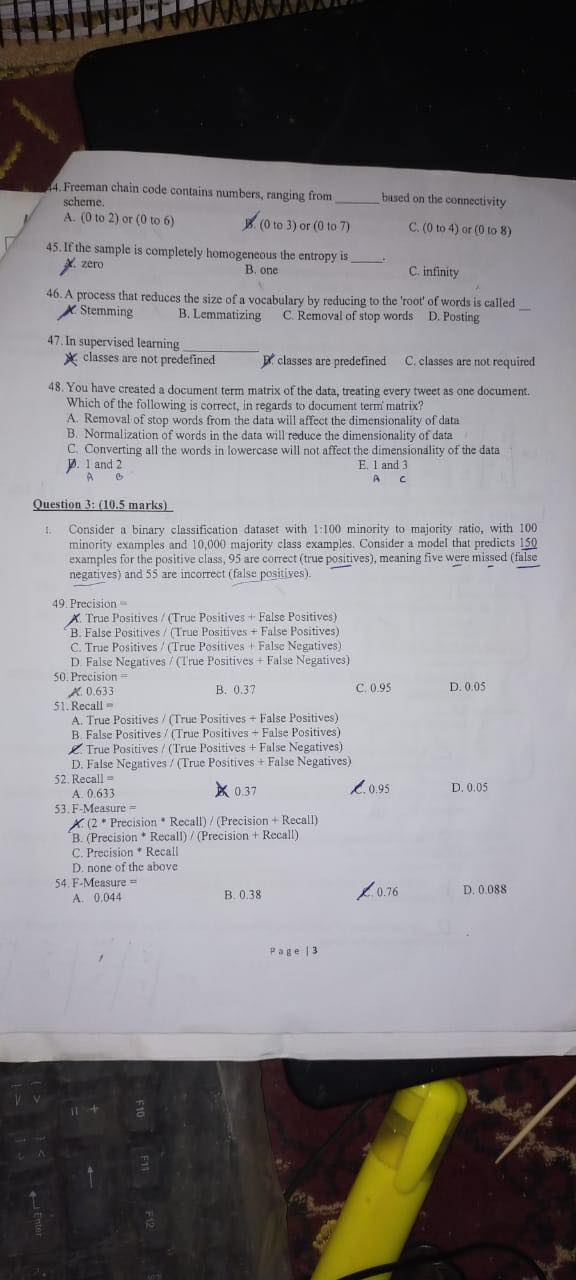 44. Freeman chain code contains numbers, ranging from _______ based on the connectivity
scheme.
A. (0 to 2) or (0 to 6) B. (0 to 3) or (0 to 7) C. (0 to 4) or (0 to 8)
45. If the sample is completely homogeneous the entropy is _____.
A. zero B. one C. infinity
46. A process that reduces the size of a vocabulary by reducing to the 'root' of words is called __
A. Stemming B. Lemmatizing C. Removal of stop words D. Posting
47. In supervised learning ____________
A. classes are not predefined B. classes are predefined C. classes are not required
48. You have created a document term matrix of the data, treating every tweet as one document.
Which of the following is correct, in regards to document term matrix?
A. Removal of stop words from the data will affect the dimensionality of data
B. Normalization of words in the data will reduce the dimensionality of data
C. Converting all the words in lowercase will not affect the dimensionality of the data
D. 1 and 2 E. 1 and 3
A B A C
Question 3: (10.5 marks)
1. Consider a binary classification dataset with 1:100 minority to majority ratio, with 100
minority examples and 10,000 majority class examples. Consider a model that predicts 150
examples for the positive class, 95 are correct (true positives), meaning five were missed (false
negatives) and 55 are incorrect (false positives).
49. Precision =
A. True Positives / (True Positives + False Positives)
B. False Positives / (True Positives + False Positives)
C. True Positives / (True Positives + False Negatives)
D. False Negatives / (True Positives + False Negatives)
50. Precision =
A. 0.633 B. 0.37 C. 0.95 D. 0.05
51. Recall =
A. True Positives / (True Positives + False Positives)
B. False Positives / (True Positives + False Positives)
C. True Positives / (True Positives + False Negatives)
D. False Negatives / (True Positives + False Negatives)
52. Recall =
A. 0.633 B. 0.37 C. 0.95 D. 0.05
53. F-Measure =
A. (2 * Precision * Recall) / (Precision + Recall)
B. (Precision * Recall) / (Precision + Recall)
C. Precision * Recall
D. none of the above
54. F-Measure =
A. 0.044 B. 0.38 C. 0.76 D. 0.088
Page | 3
F10
F11
F12
Enter